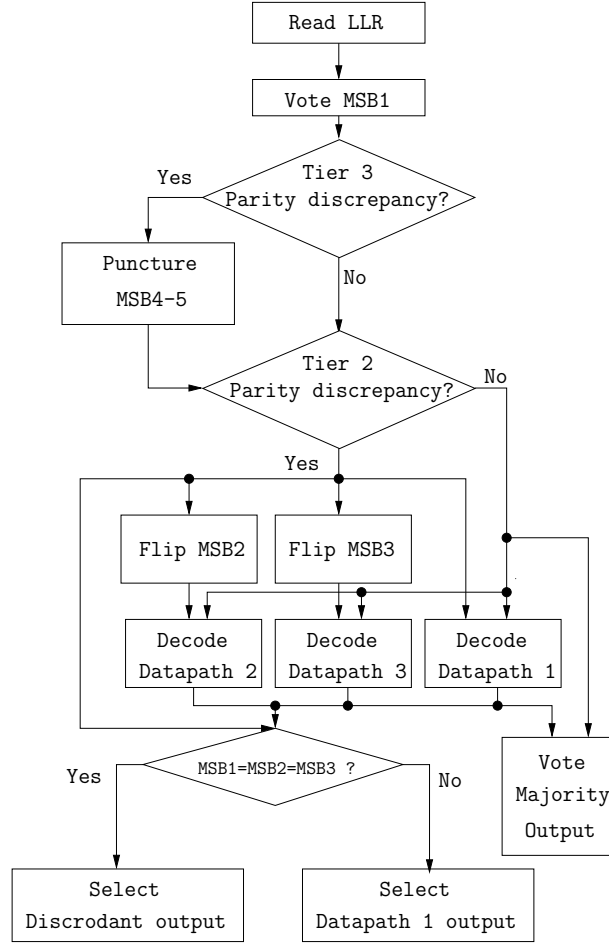 Read LLR
Vote MSB1
Tier 3
Parity discrepancy?
Yes
Puncture
MSB4-5
No
Tier 2
Parity discrepancy?
No
Yes
Flip MSB2
Flip MSB3
Decode
Datapath 2
Decode
Datapath 3
Decode
Datapath 1
MSB1=MSB2=MSB3 ?
Yes
No
Vote
Majority
Output
Select
Discrodant output
Select
Datapath 1 output